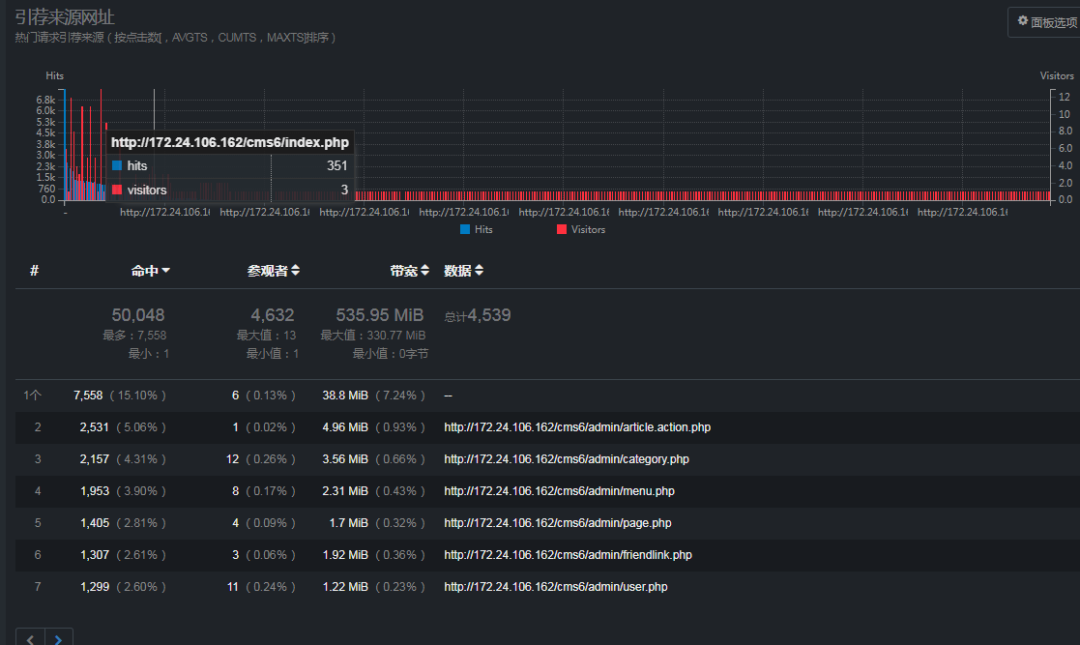 引荐来源网址
面板选项
热门请求引荐来源 ( 按点击数[ , AVGTS , CUMTS , MAXTS排序 )
Hits
Visitors
6.8k
6.0k
5.3k
4.5k
3.8k
3.0k
2.3k
1.5k
760
0.0
12
10
8.0
6.0
4.0
2.0
0.0
http://172.24.106.162/cms6/index.php
hits 351
visitors 3
- http://172.24.106.1( http://172.24.106.1( http://172.24.106.1( http://172.24.106.1( http://172.24.106.1( http://172.24.106.1( http://172.24.106.1( http://172.24.106.1( http://172.24.106.1(
Hits Visitors
# 命中 参观者 带宽 数据
50,048 4,632 535.95 MiB 总计4,539
最多：7,558 最大值：13 最大值：330.77 MiB
最小：1 最小值：1 最小值：0字节
1个 7,558 ( 15.10% ) 6 ( 0.13% ) 38.8 MiB ( 7.24% ) --
2 2,531 ( 5.06% ) 1 ( 0.02% ) 4.96 MiB ( 0.93% ) http://172.24.106.162/cms6/admin/article.action.php
3 2,157 ( 4.31% ) 12 ( 0.26% ) 3.56 MiB ( 0.66% ) http://172.24.106.162/cms6/admin/category.php
4 1,953 ( 3.90% ) 8 ( 0.17% ) 2.31 MiB ( 0.43% ) http://172.24.106.162/cms6/admin/menu.php
5 1,405 ( 2.81% ) 4 ( 0.09% ) 1.7 MiB ( 0.32% ) http://172.24.106.162/cms6/admin/page.php
6 1,307 ( 2.61% ) 3 ( 0.06% ) 1.92 MiB ( 0.36% ) http://172.24.106.162/cms6/admin/friendlink.php
7 1,299 ( 2.60% ) 11 ( 0.24% ) 1.22 MiB ( 0.23% ) http://172.24.106.162/cms6/admin/user.php